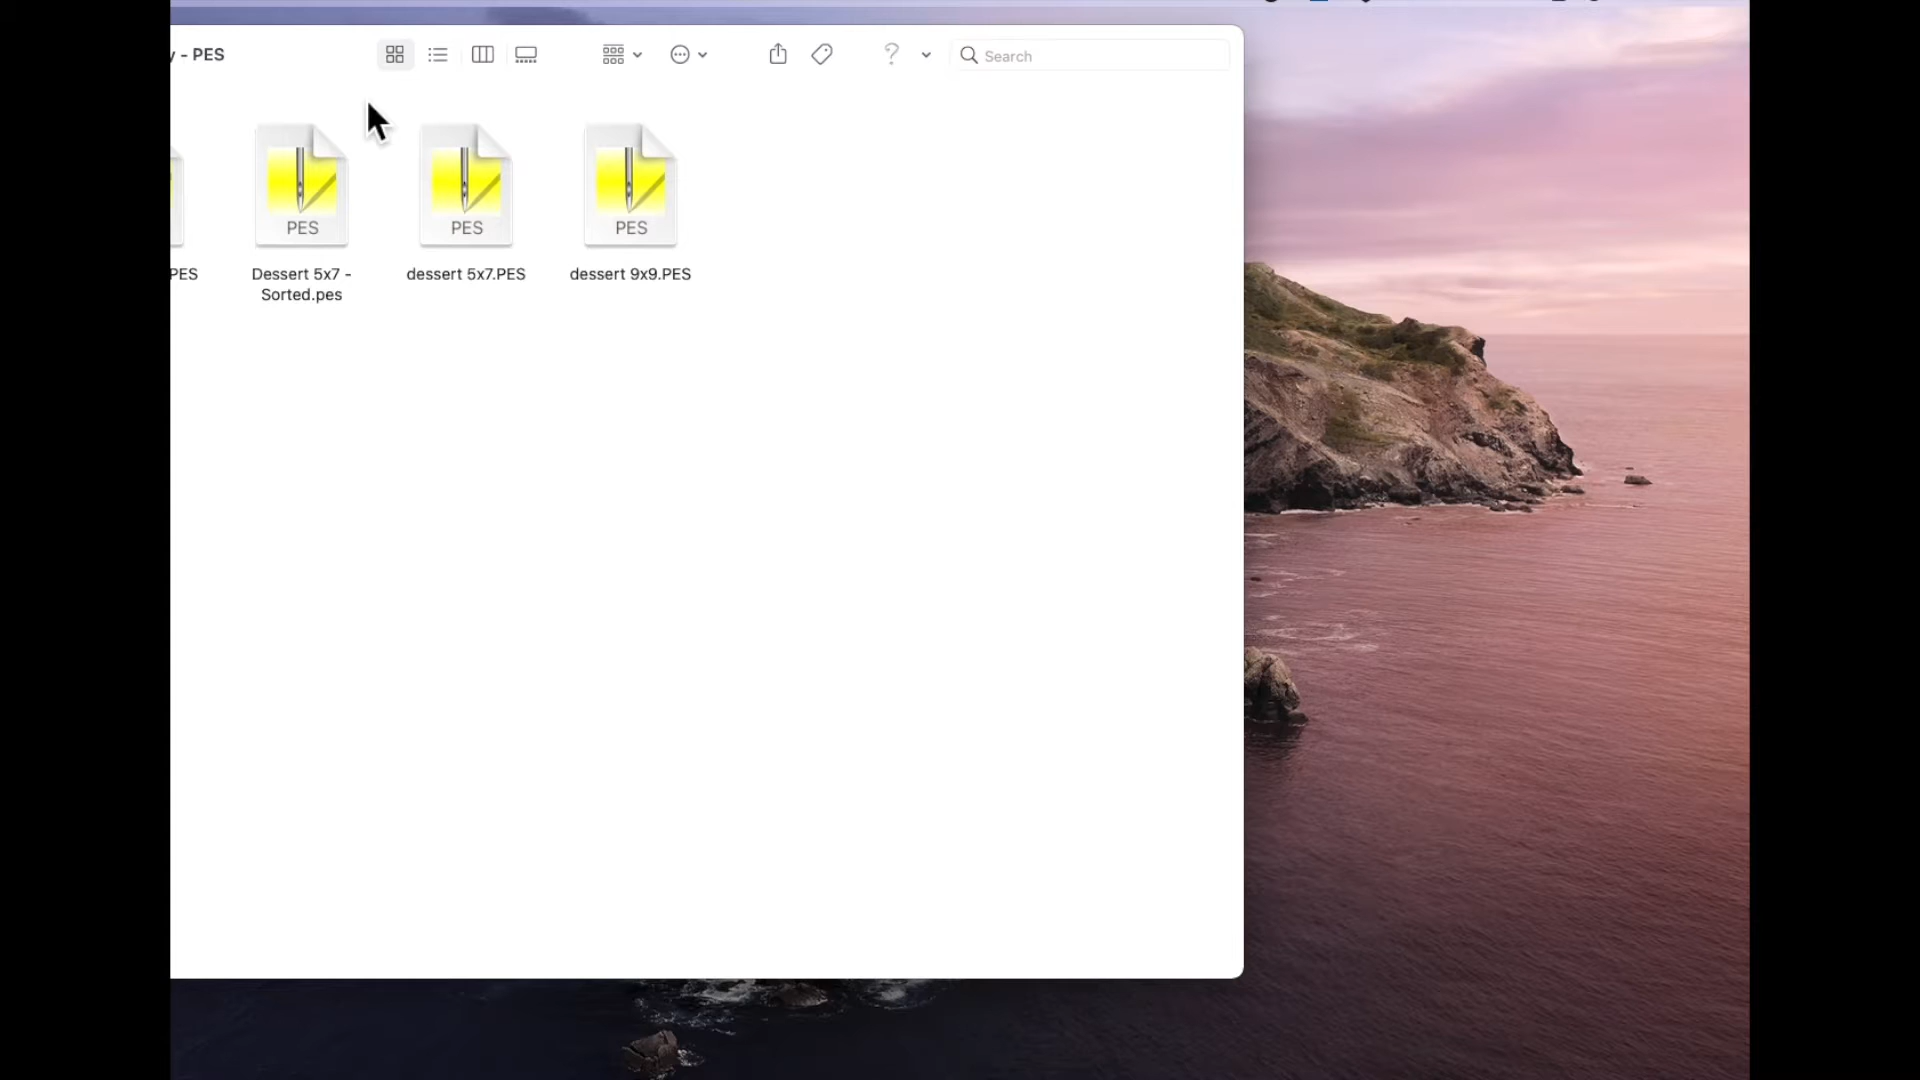 - PES
Search
PES
PES
PES
PES
Dessert 5x7 -
Sorted.pes
dessert 5x7.PES
dessert 9x9.PES